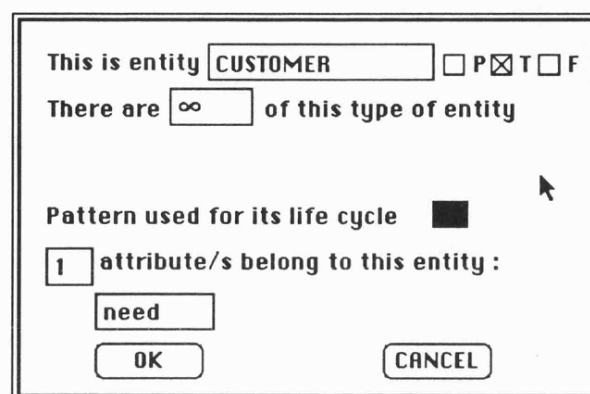 This is entity CUSTOMER P T F
There are ∞ of this type of entity
Pattern used for its life cycle
1 attribute/s belong to this entity :
need
OK CANCEL